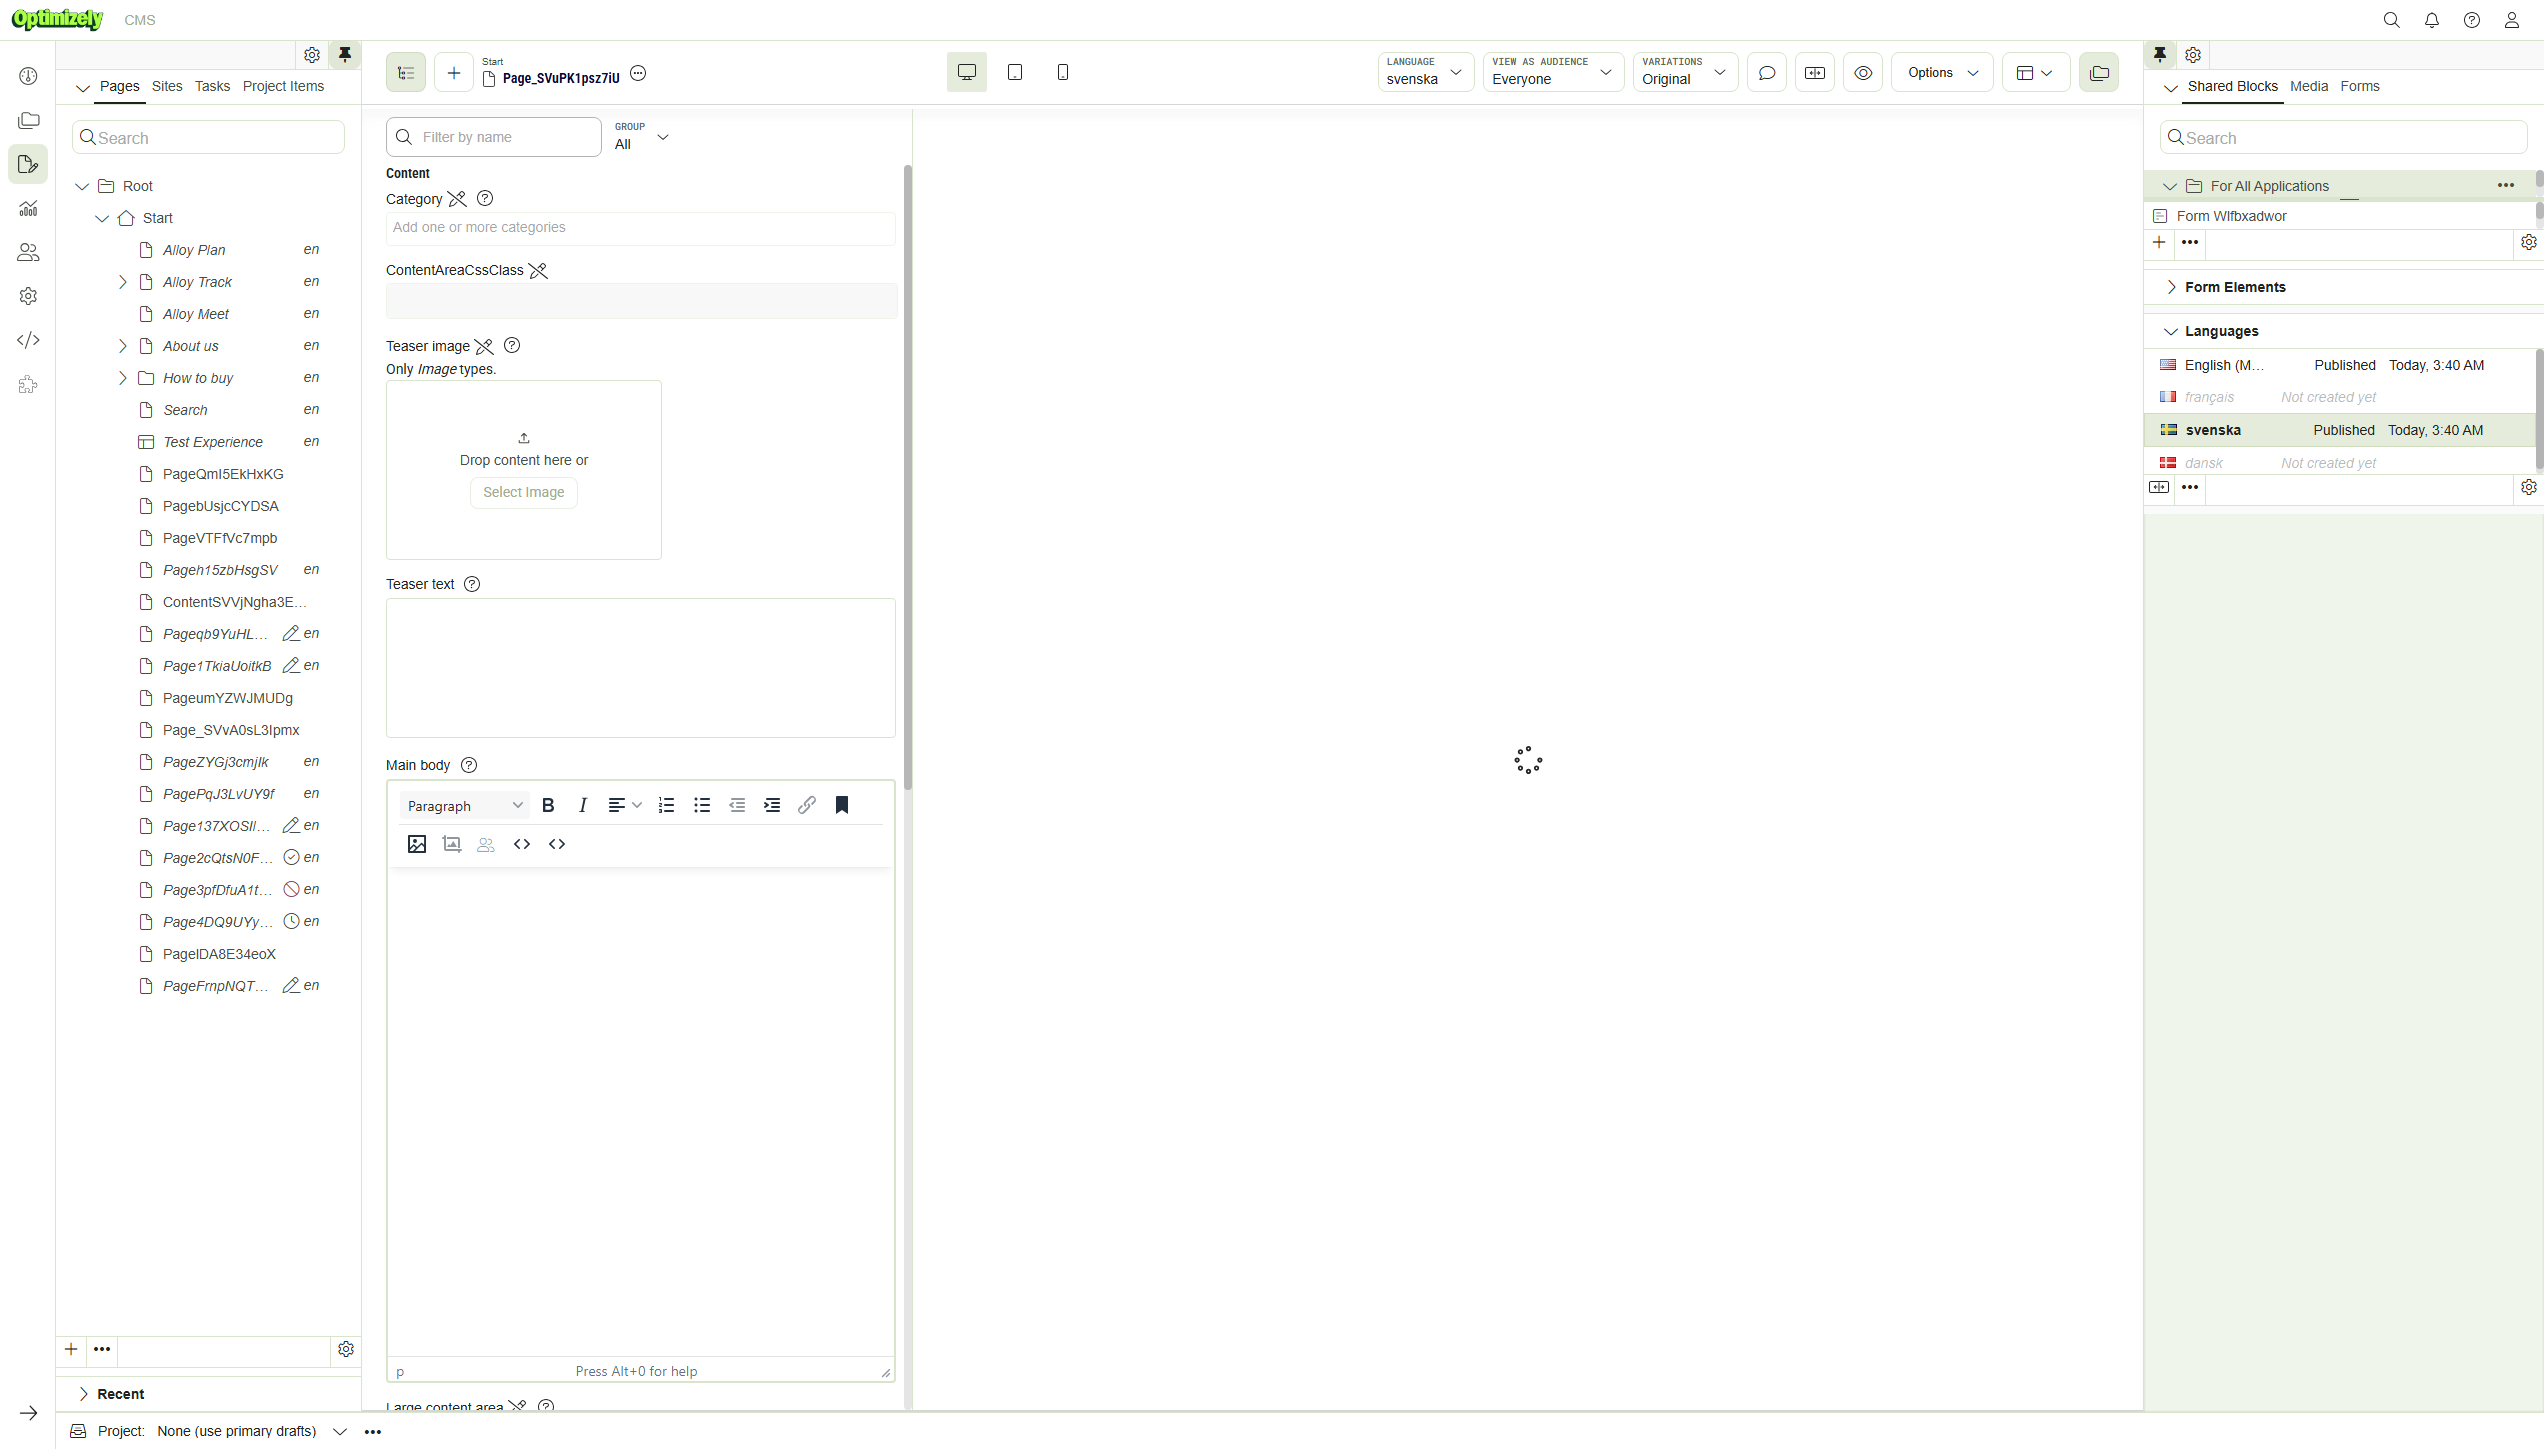 Optimizely CMS
Pages Sites Tasks Project Items
Search
Root
Start
Alloy Plan en
Alloy Track en
Alloy Meet en
About us en
How to buy en
Search en
Test Experience en
PageQmI5EkHxKG
PagebUsjcCYDSA
PageVTFfVc7mpb
Pageh15zbHsgSV en
ContentSVVjNgha3E...
Pageqb9YuHL... en
Page1TkiaUoitkB en
PageumYZWJMUDg
Page_SVvA0sL3Ipmx
PageZYGj3cmjlk en
PagePqJ3LvUY9f en
Page137XOSIl... en
Page2cQtsN0F... en
Page3pfDfuA1t... en
Page4DQ9UYy... en
PageIDA8E34eoX
PageFrnpNQT... en
Recent
Project: None (use primary drafts)
Start
Page_SVuPK1psz7iU
LANGUAGE
svenska
VIEW AS AUDIENCE
Everyone
VARIATIONS
Original
Options
Filter by name
GROUP
All
Content
Category
Add one or more categories
ContentAreaCssClass
Teaser image
Only Image types.
Drop content here or
Select Image
Teaser text
Main body
Paragraph
p Press Alt+0 for help
Large content area
Shared Blocks Media Forms
Search
For All Applications
Form Wlfbxadwor
Form Elements
Languages
English (M... Published Today, 3:40 AM
français Not created yet
svenska Published Today, 3:40 AM
dansk Not created yet